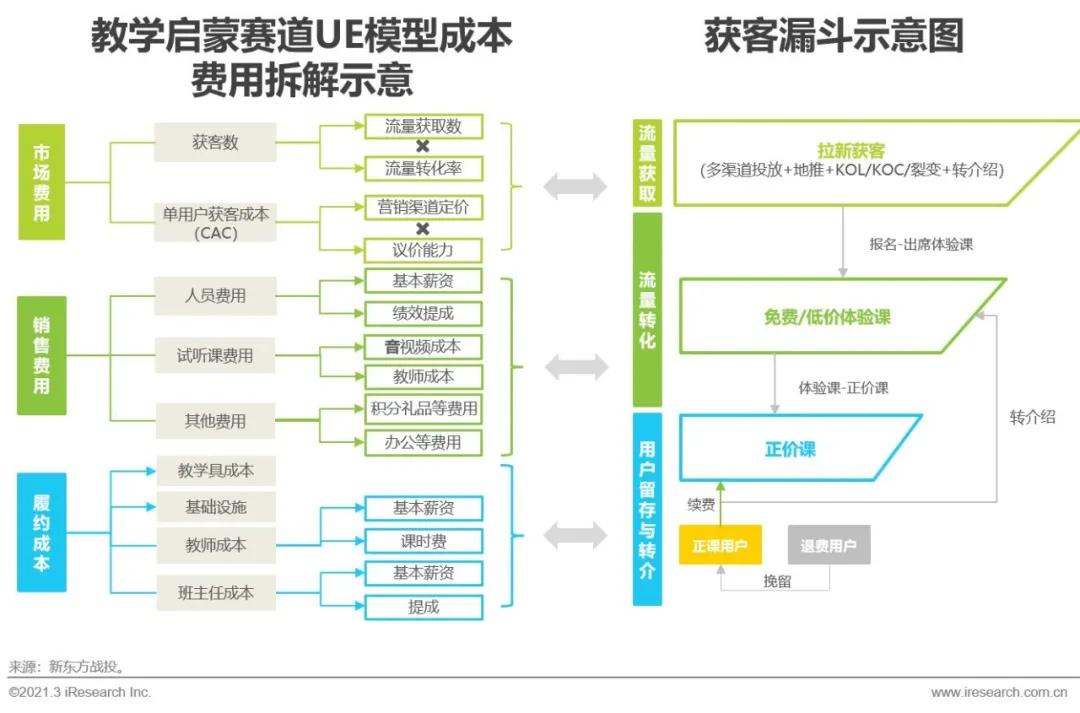 教学启蒙赛道UE模型成本
费用拆解示意
市场费用
获客数
流量获取数
×
流量转化率
单用户获客成本
(CAC)
营销渠道定价
×
议价能力
销售费用
人员费用
基本薪资
绩效提成
试听课费用
音视频成本
教师成本
其他费用
积分礼品等费用
办公等费用
履约成本
教学具成本
基础设施
教师成本
基本薪资
课时费
班主任成本
基本薪资
提成
获客漏斗示意图
流量获取
拉新获客
(多渠道投放+地推+KOL/KOC/裂变+转介绍)
报名-出席体验课
流量转化
免费/低价体验课
体验课-正价课
转介绍
用户留存与转介
正价课
续费
正课用户
退费用户
挽留
来源：新东方战投。
©2021.3 iResearch Inc.
www.iresearch.com.cn